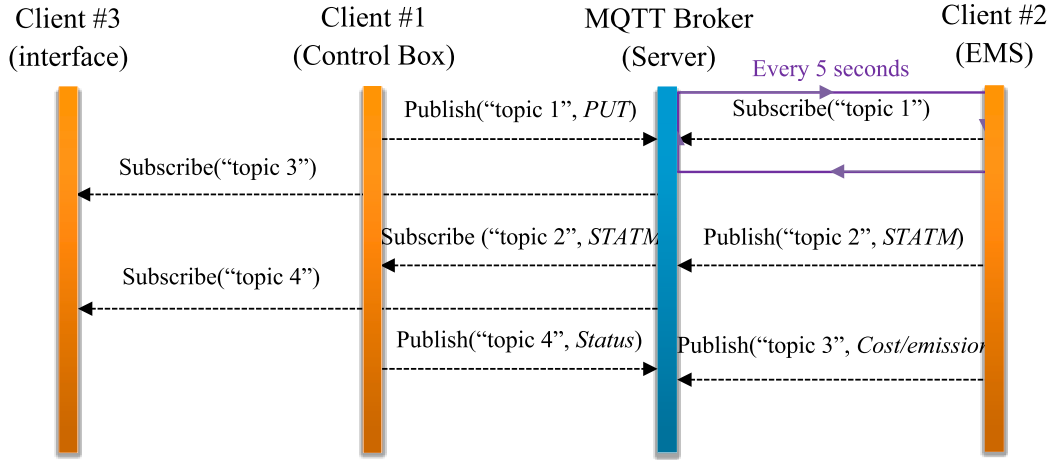 Client #3
(interface)
Client #1
(Control Box)
MQTT Broker
(Server)
Client #2
(EMS)
Every 5 seconds
Publish(“topic 1”, PUT)
Subscribe(“topic 1”)
Subscribe(“topic 3”)
Subscribe (“topic 2”, STATM
Publish(“topic 2”, STATM)
Subscribe(“topic 4”)
Publish(“topic 4”, Status)
Publish(“topic 3”, Cost/emission